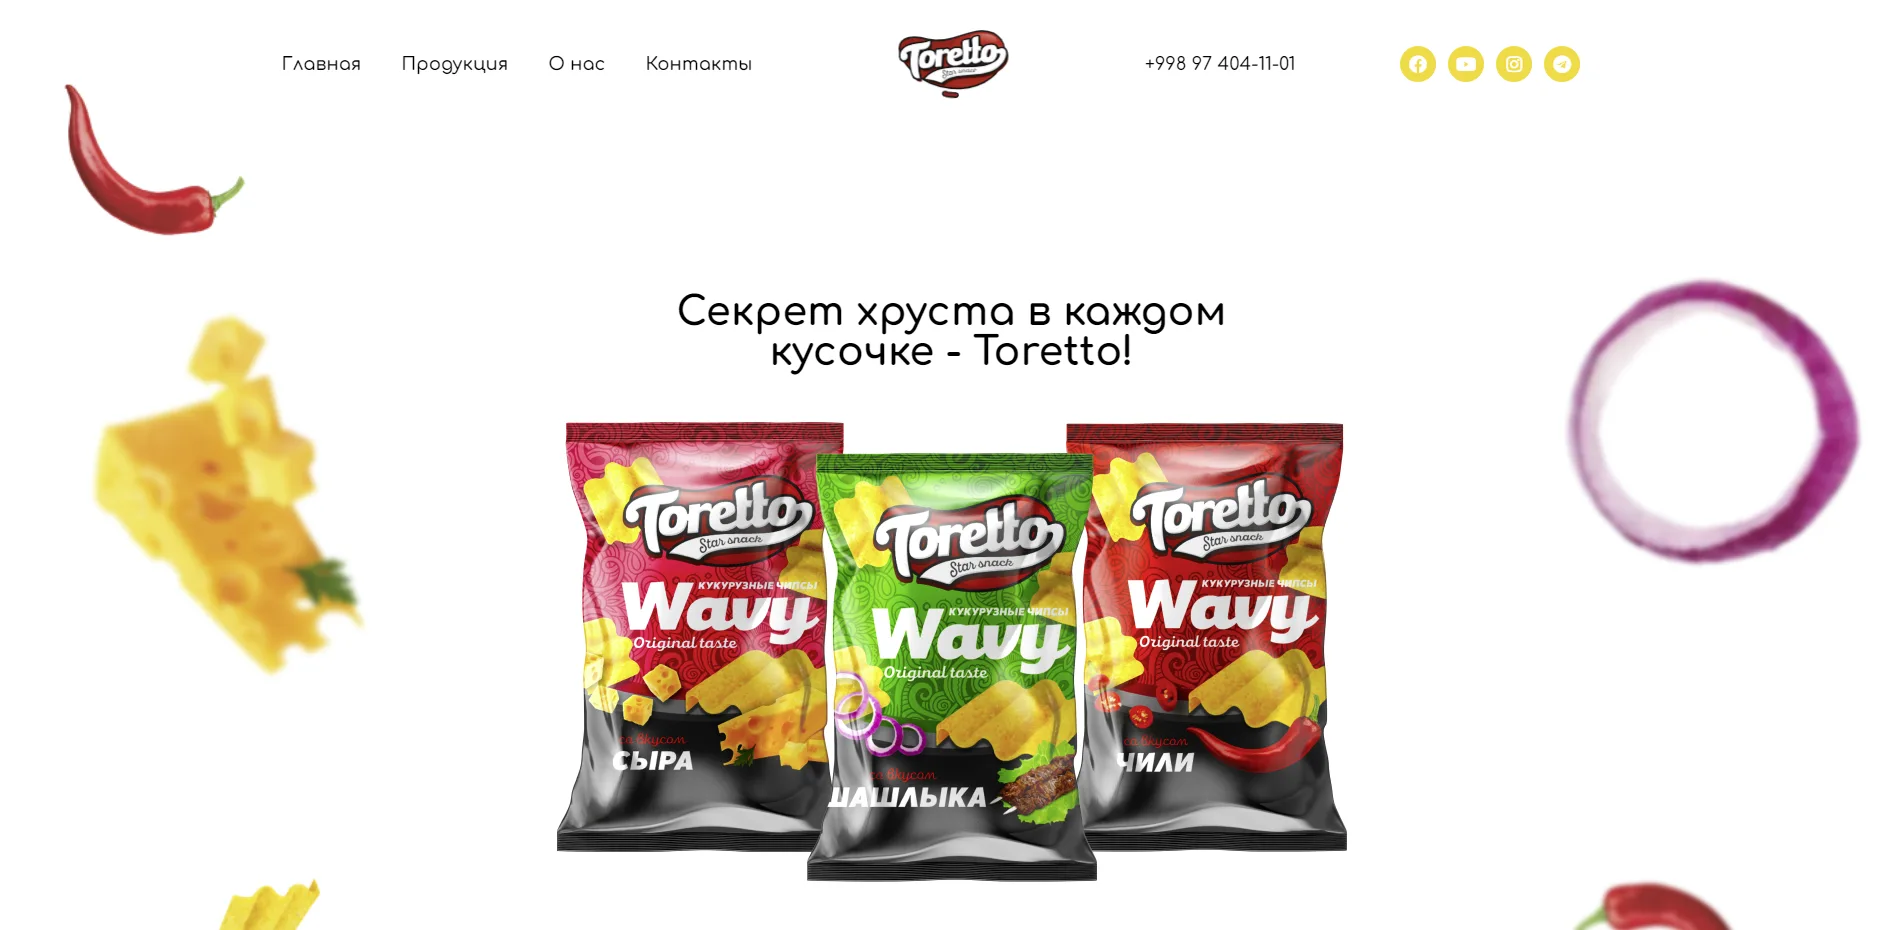 Главная
Продукция
О нас
Контакты
Toretto
Star snack
+998 97 404-11-01
Секрет хруста в каждом
кусочке - Toretto!
Toretto
Star snack
КУКУРУЗНЫЕ ЧИПСЫ
Wavy
Original taste
со вкусом
СЫРА
Toretto
Star snack
КУКУРУЗНЫЕ ЧИПСЫ
Wavy
Original taste
со вкусом
ШАШЛЫКА
Toretto
Star snack
КУКУРУЗНЫЕ ЧИПСЫ
Wavy
Original taste
со вкусом
ЧИЛИ